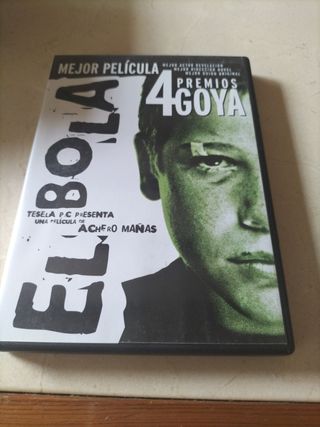 MEJOR PELÍCULA
MEJOR ACTOR REVELACIÓN
MEJOR DIRECCIÓN NOVEL
MEJOR GUIÓN ORIGINAL
4 PREMIOS
GOYA
EL BOLA
TESELA P.C PRESENTA
UNA PELÍCULA DE
ACHERO MAÑAS